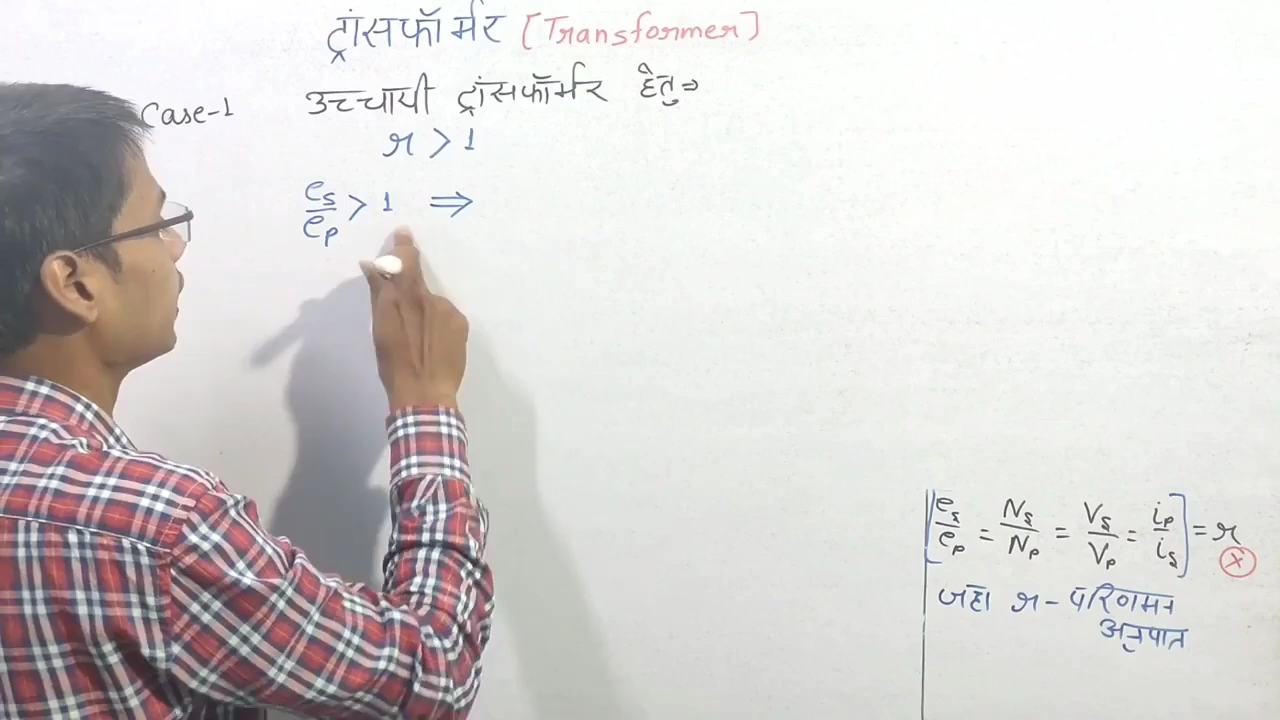 ट्रांसफॉर्मर [Transformer]
Case-1 उच्चायी ट्रांसफॉर्मर हेतु⇒
r > 1
es/ep > 1 ⇒
[es/ep = Ns/Np = Vs/Vp = ip/is] = r
(X)
जहाँ r - परिणमन
अनुपात